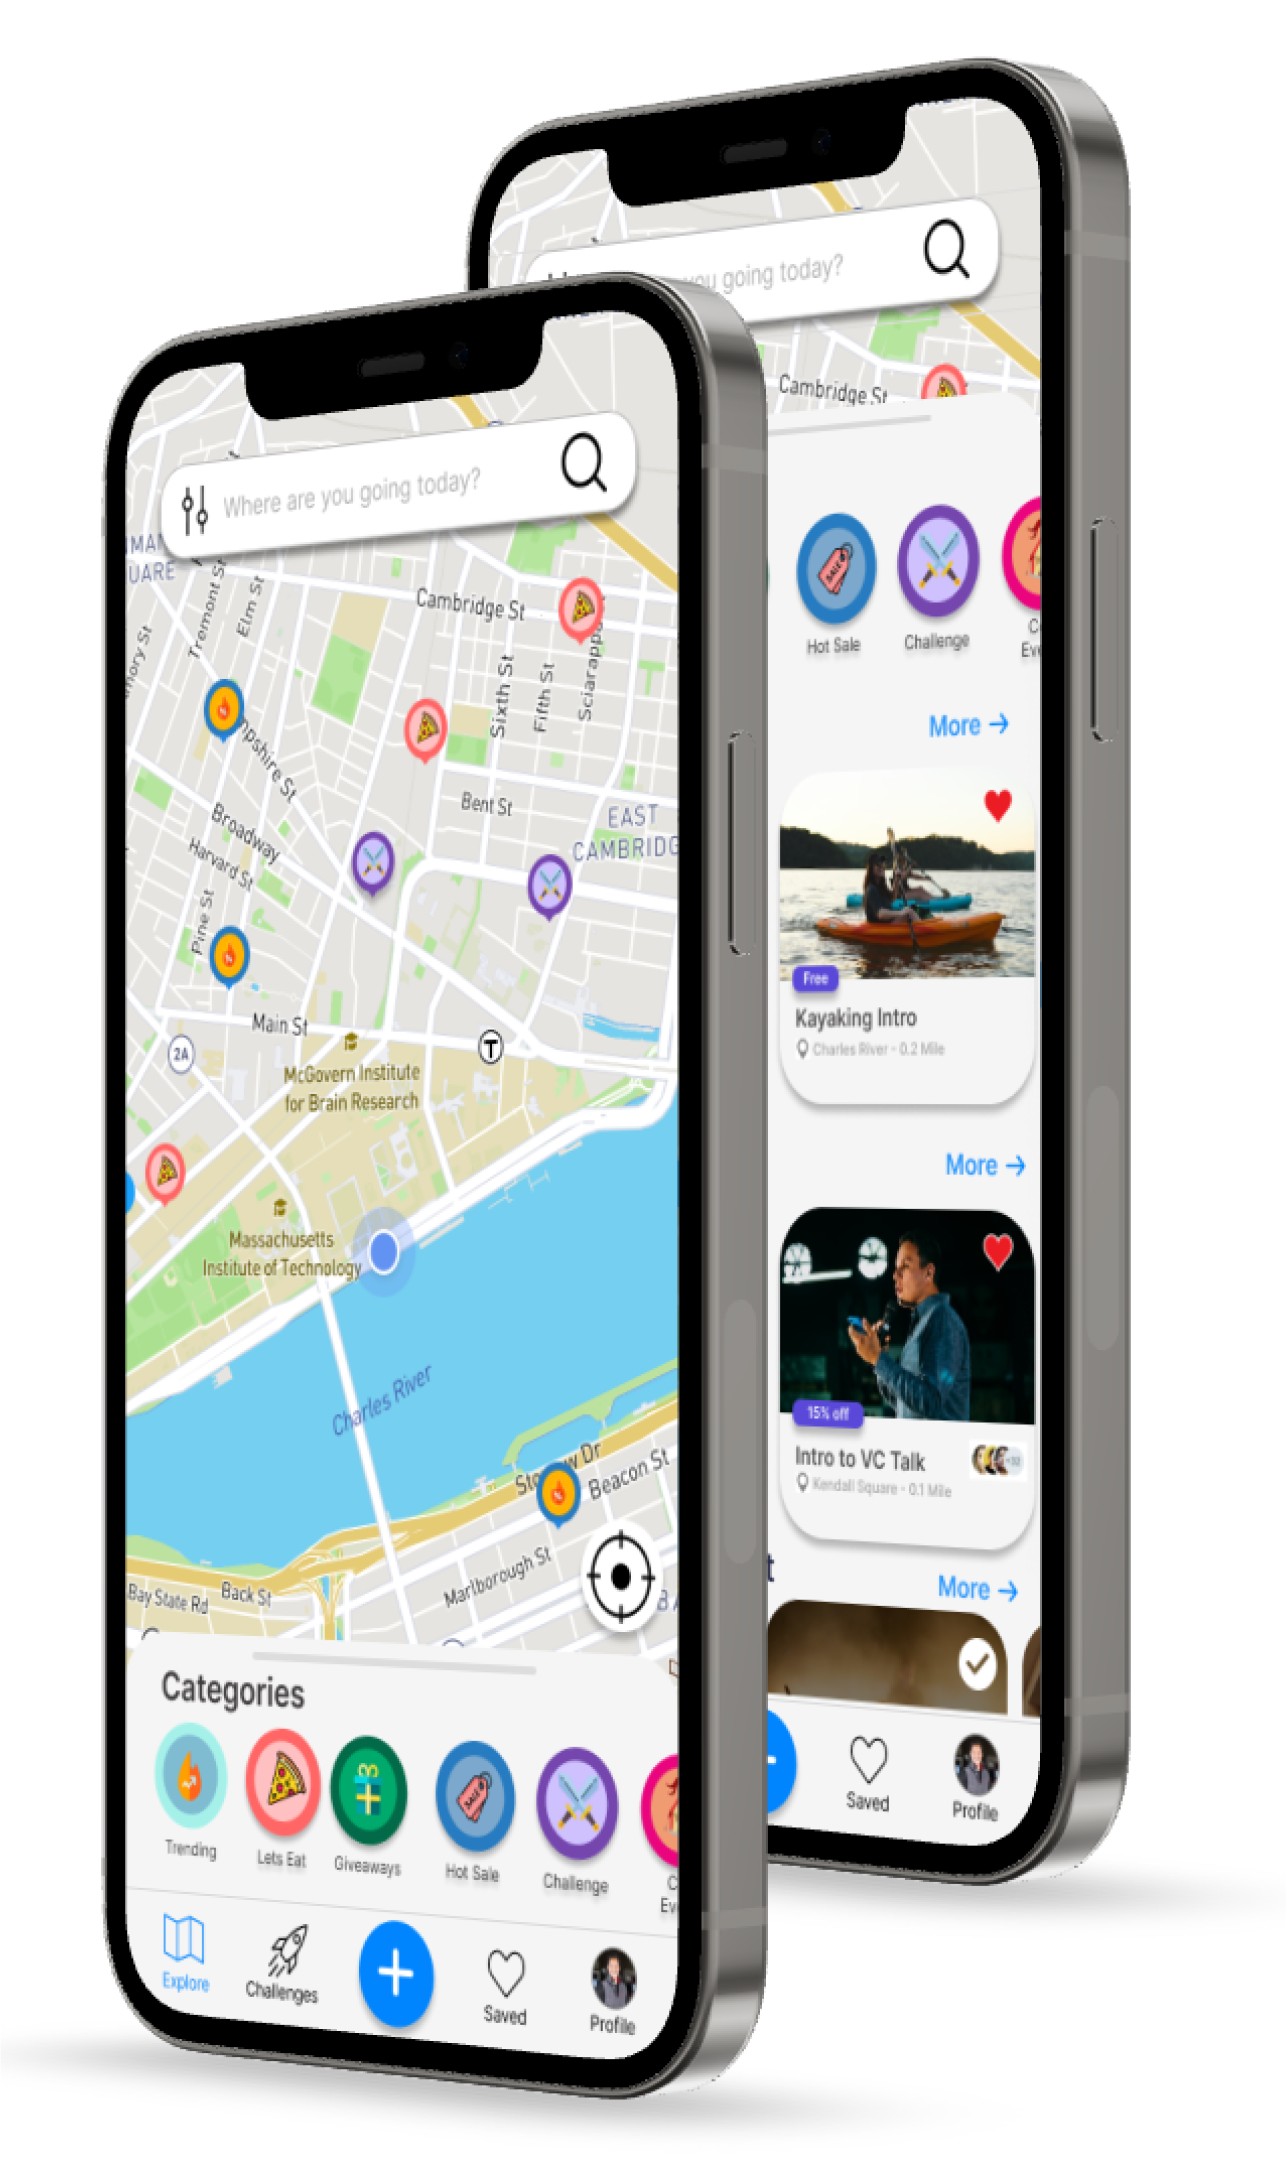 Where are you going today?
MAN
UARE
Tremont St
Elm St
Cambridge St
Sixth St
Fifth St
Sciarappa
mpshire St
Bent St
EAST
CAMBRIDG
Broadway
Harvard St
Pine St
Main St
2A
T
McGovern Institute
for Brain Research
Massachusetts
Institute of Technology
Charles River
Dr
Beacon St
Marlborough St
Bay State Rd
Back St
Categories
Trending
Lets Eat
Giveaways
SALE
Hot Sale
Challenge
C
Ev
Explore
Challenges
Saved
Profile
you going today?
Cambridge St
SALE
Hot Sale
Challenge
C
Ev
More →
Free
Kayaking Intro
Charles River - 0.2 Mile
More →
15% off
Intro to VC Talk
Kendall Square - 0.1 Mile
t
More →
Saved
Profile